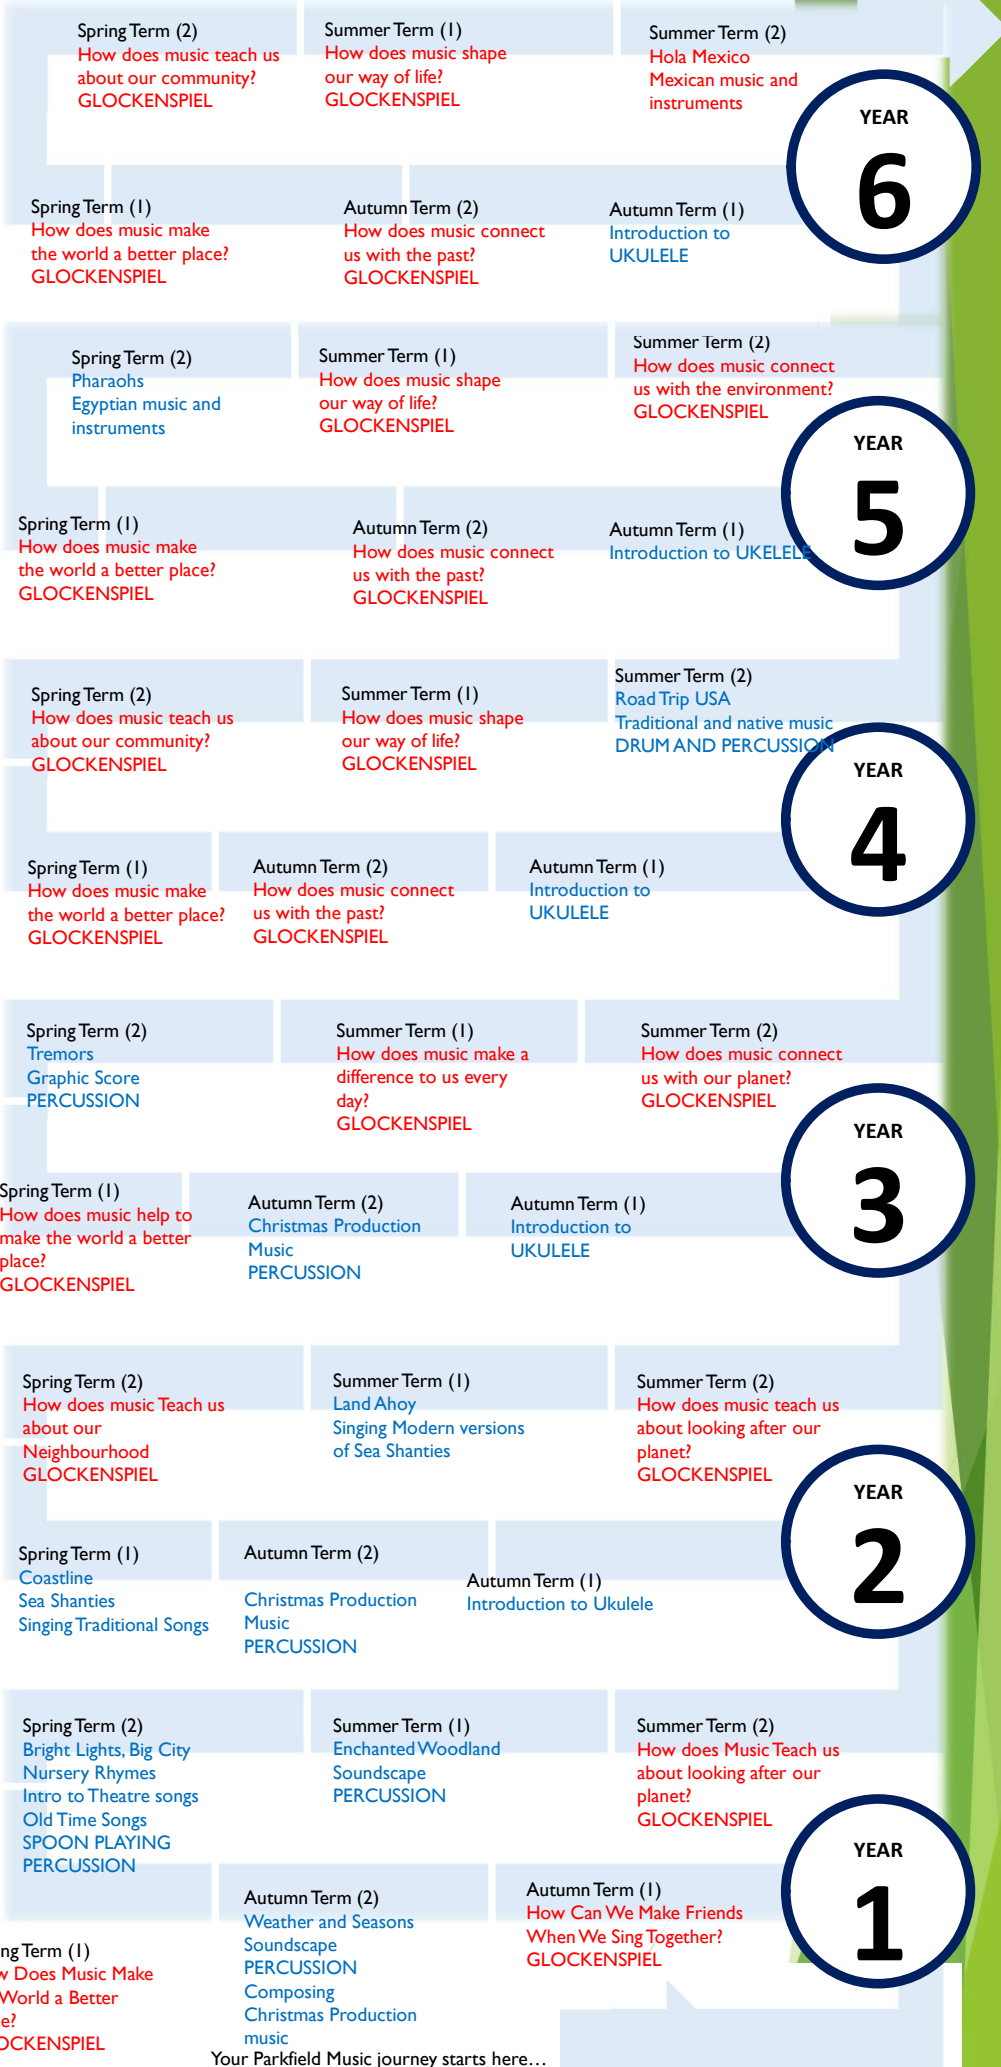 Spring Term (2)
How does music teach us
about our community?
GLOCKENSPIEL
Summer Term (1)
How does music shape
our way of life?
GLOCKENSPIEL
Summer Term (2)
Hola Mexico
Mexican music and
instruments
YEAR
6
Spring Term (1)
How does music make
the world a better place?
GLOCKENSPIEL
Autumn Term (2)
How does music connect
us with the past?
GLOCKENSPIEL
Autumn Term (1)
Introduction to
UKULELE
Spring Term (2)
Pharaohs
Egyptian music and
instruments
Summer Term (1)
How does music shape
our way of life?
GLOCKENSPIEL
Summer Term (2)
How does music connect
us with the environment?
GLOCKENSPIEL
YEAR
5
Spring Term (1)
How does music make
the world a better place?
GLOCKENSPIEL
Autumn Term (2)
How does music connect
us with the past?
GLOCKENSPIEL
Autumn Term (1)
Introduction to UKELELE
Spring Term (2)
How does music teach us
about our community?
GLOCKENSPIEL
Summer Term (1)
How does music shape
our way of life?
GLOCKENSPIEL
Summer Term (2)
Road Trip USA
Traditional and native music
DRUM AND PERCUSSION
YEAR
4
Spring Term (1)
How does music make
the world a better place?
GLOCKENSPIEL
Autumn Term (2)
How does music connect
us with the past?
GLOCKENSPIEL
Autumn Term (1)
Introduction to
UKULELE
Spring Term (2)
Tremors
Graphic Score
PERCUSSION
Summer Term (1)
How does music make a
difference to us every
day?
GLOCKENSPIEL
Summer Term (2)
How does music connect
us with our planet?
GLOCKENSPIEL
YEAR
3
Spring Term (1)
How does music help to
make the world a better
place?
GLOCKENSPIEL
Autumn Term (2)
Christmas Production
Music
PERCUSSION
Autumn Term (1)
Introduction to
UKULELE
Spring Term (2)
How does music Teach us
about our
Neighbourhood
GLOCKENSPIEL
Summer Term (1)
Land Ahoy
Singing Modern versions
of Sea Shanties
Summer Term (2)
How does music teach us
about looking after our
planet?
GLOCKENSPIEL
YEAR
2
Spring Term (1)
Coastline
Sea Shanties
Singing Traditional Songs
Autumn Term (2)
Christmas Production
Music
PERCUSSION
Autumn Term (1)
Introduction to Ukulele
Spring Term (2)
Bright Lights, Big City
Nursery Rhymes
Intro to Theatre songs
Old Time Songs
SPOON PLAYING
PERCUSSION
Summer Term (1)
Enchanted Woodland
Soundscape
PERCUSSION
Summer Term (2)
How does Music Teach us
about looking after our
planet?
GLOCKENSPIEL
YEAR
1
ng Term (1)
w Does Music Make
World a Better
e?
OCKENSPIEL
Autumn Term (2)
Weather and Seasons
Soundscape
PERCUSSION
Composing
Christmas Production
music
Autumn Term (1)
How Can We Make Friends
When We Sing Together?
GLOCKENSPIEL
Your Parkfield Music journey starts here…